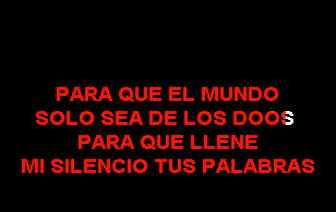 PARA QUE EL MUNDO
SOLO SEA DE LOS DOOS
PARA QUE LLENE
MI SILENCIO TUS PALABRAS